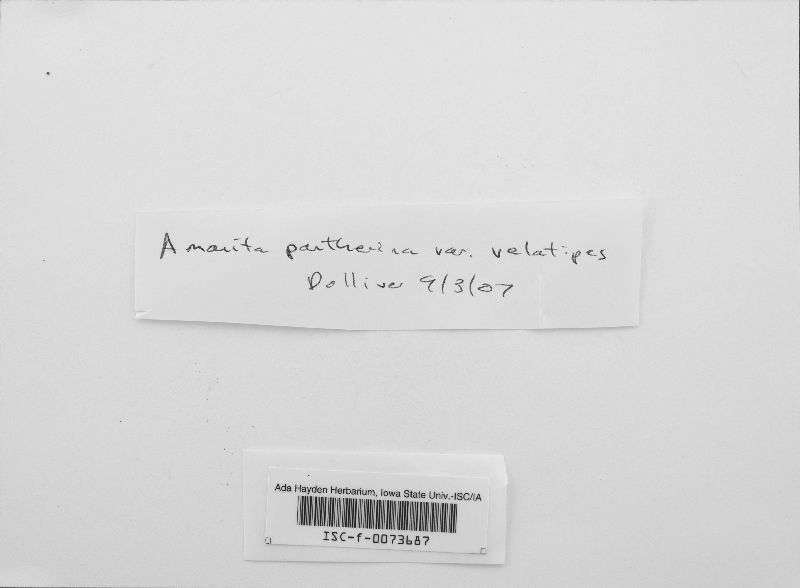 Amanita pantherina var. velatipes
Dolliver 9/3/07
Ada Hayden Herbarium, Iowa State Univ.-ISC/IA
ISC-f-0073687